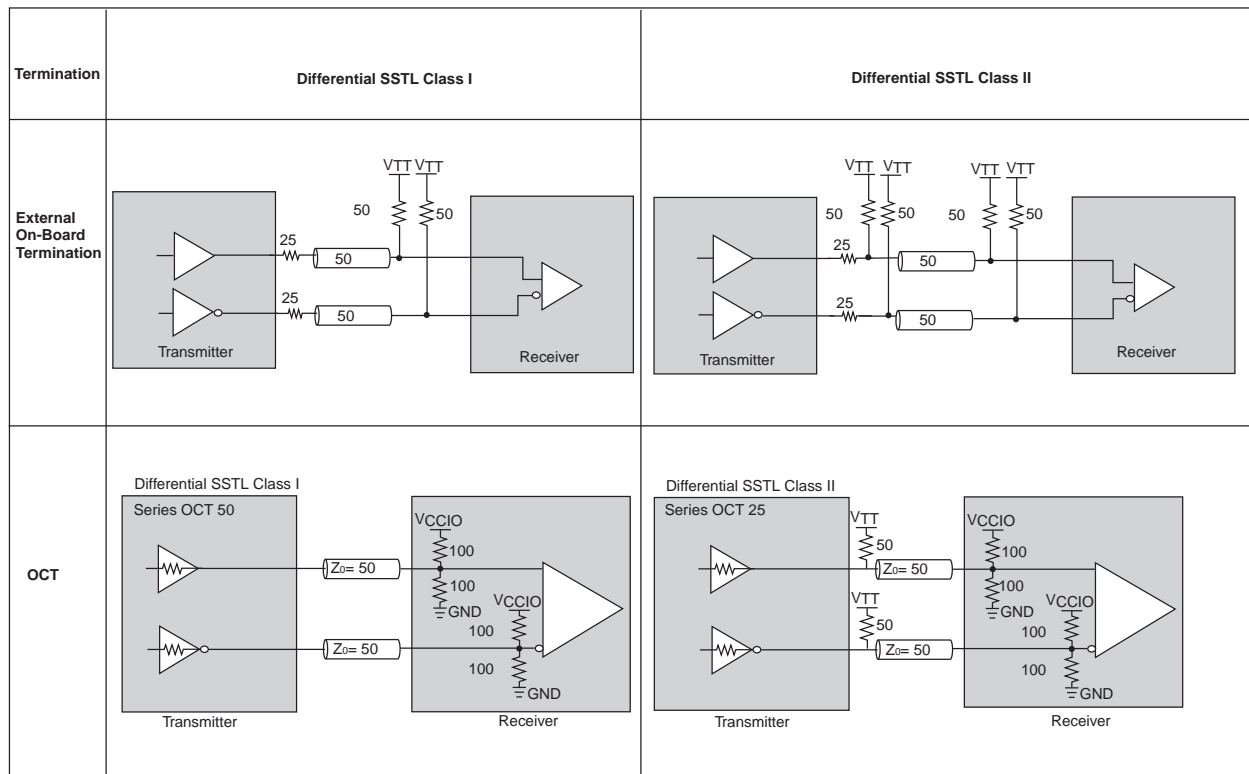 Termination
Differential SSTL Class I
Differential SSTL Class II
External
On-Board
Termination
VTT VTT
50
50
25
50
25
50
Transmitter
Receiver
VTT VTT
VTT VTT
50
50
50
50
25
50
25
50
Transmitter
Receiver
OCT
Differential SSTL Class I
Series OCT 50
VCCIO
100
Z0= 50
100
GND
VCCIO
100
Z0= 50
100
GND
Transmitter
Receiver
Differential SSTL Class II
Series OCT 25
VTT
50
VCCIO
100
Z0= 50
100
GND
VTT
50
VCCIO
100
Z0= 50
100
GND
Transmitter
Receiver